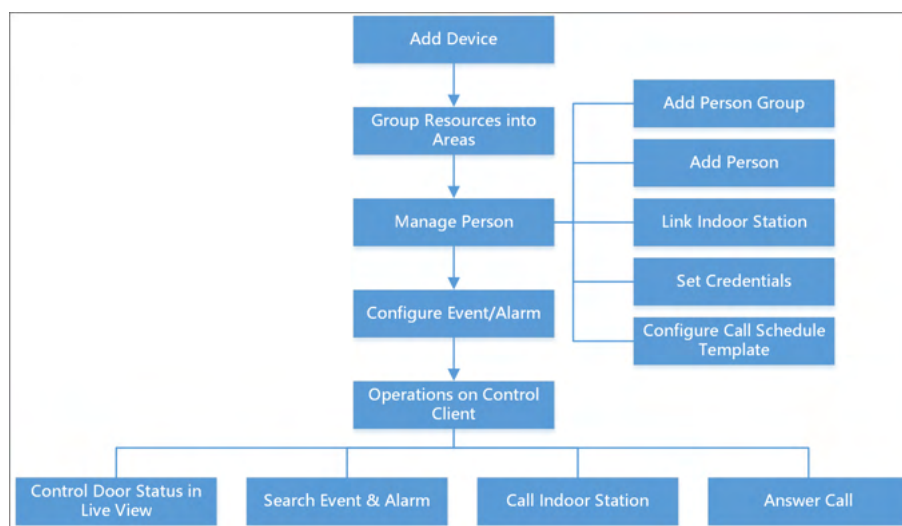 Add Device
Group Resources into
Areas
Manage Person
Configure Event/Alarm
Operations on Control
Client
Add Person Group
Add Person
Link Indoor Station
Set Credentials
Configure Call Schedule
Template
Control Door Status in
Live View
Search Event & Alarm
Call Indoor Station
Answer Call